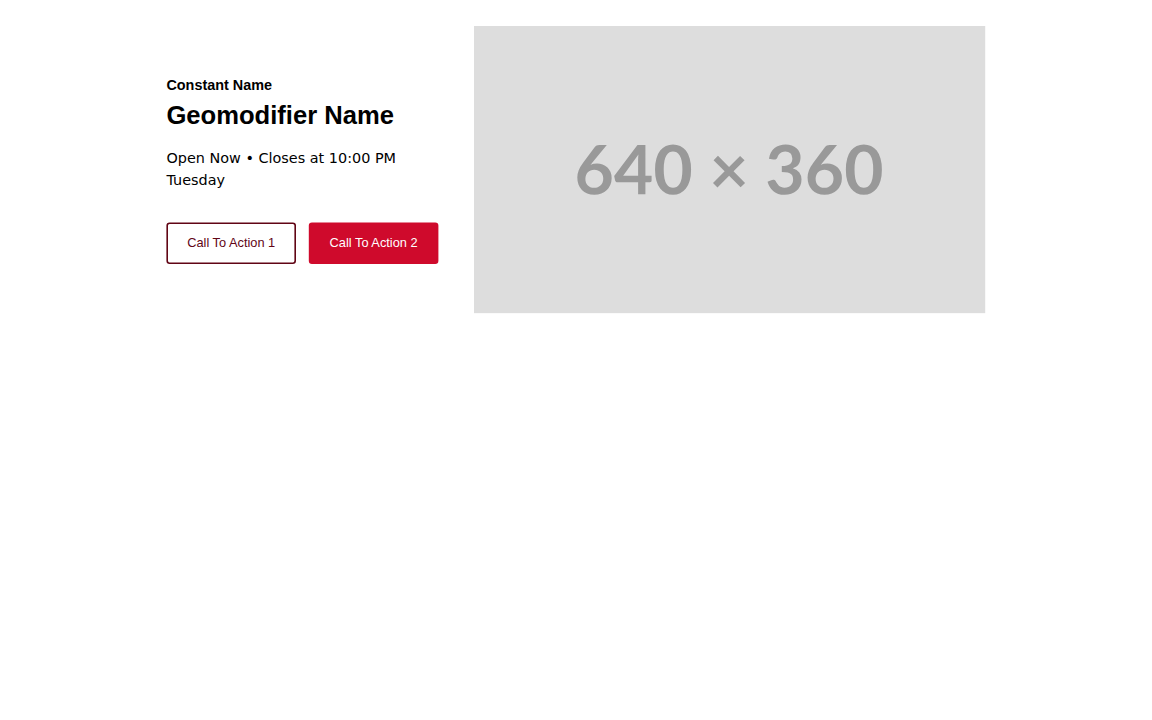 Constant Name
Geomodifier Name
Open Now • Closes at 10:00 PM
Tuesday
Call To Action 1
Call To Action 2
640 × 360